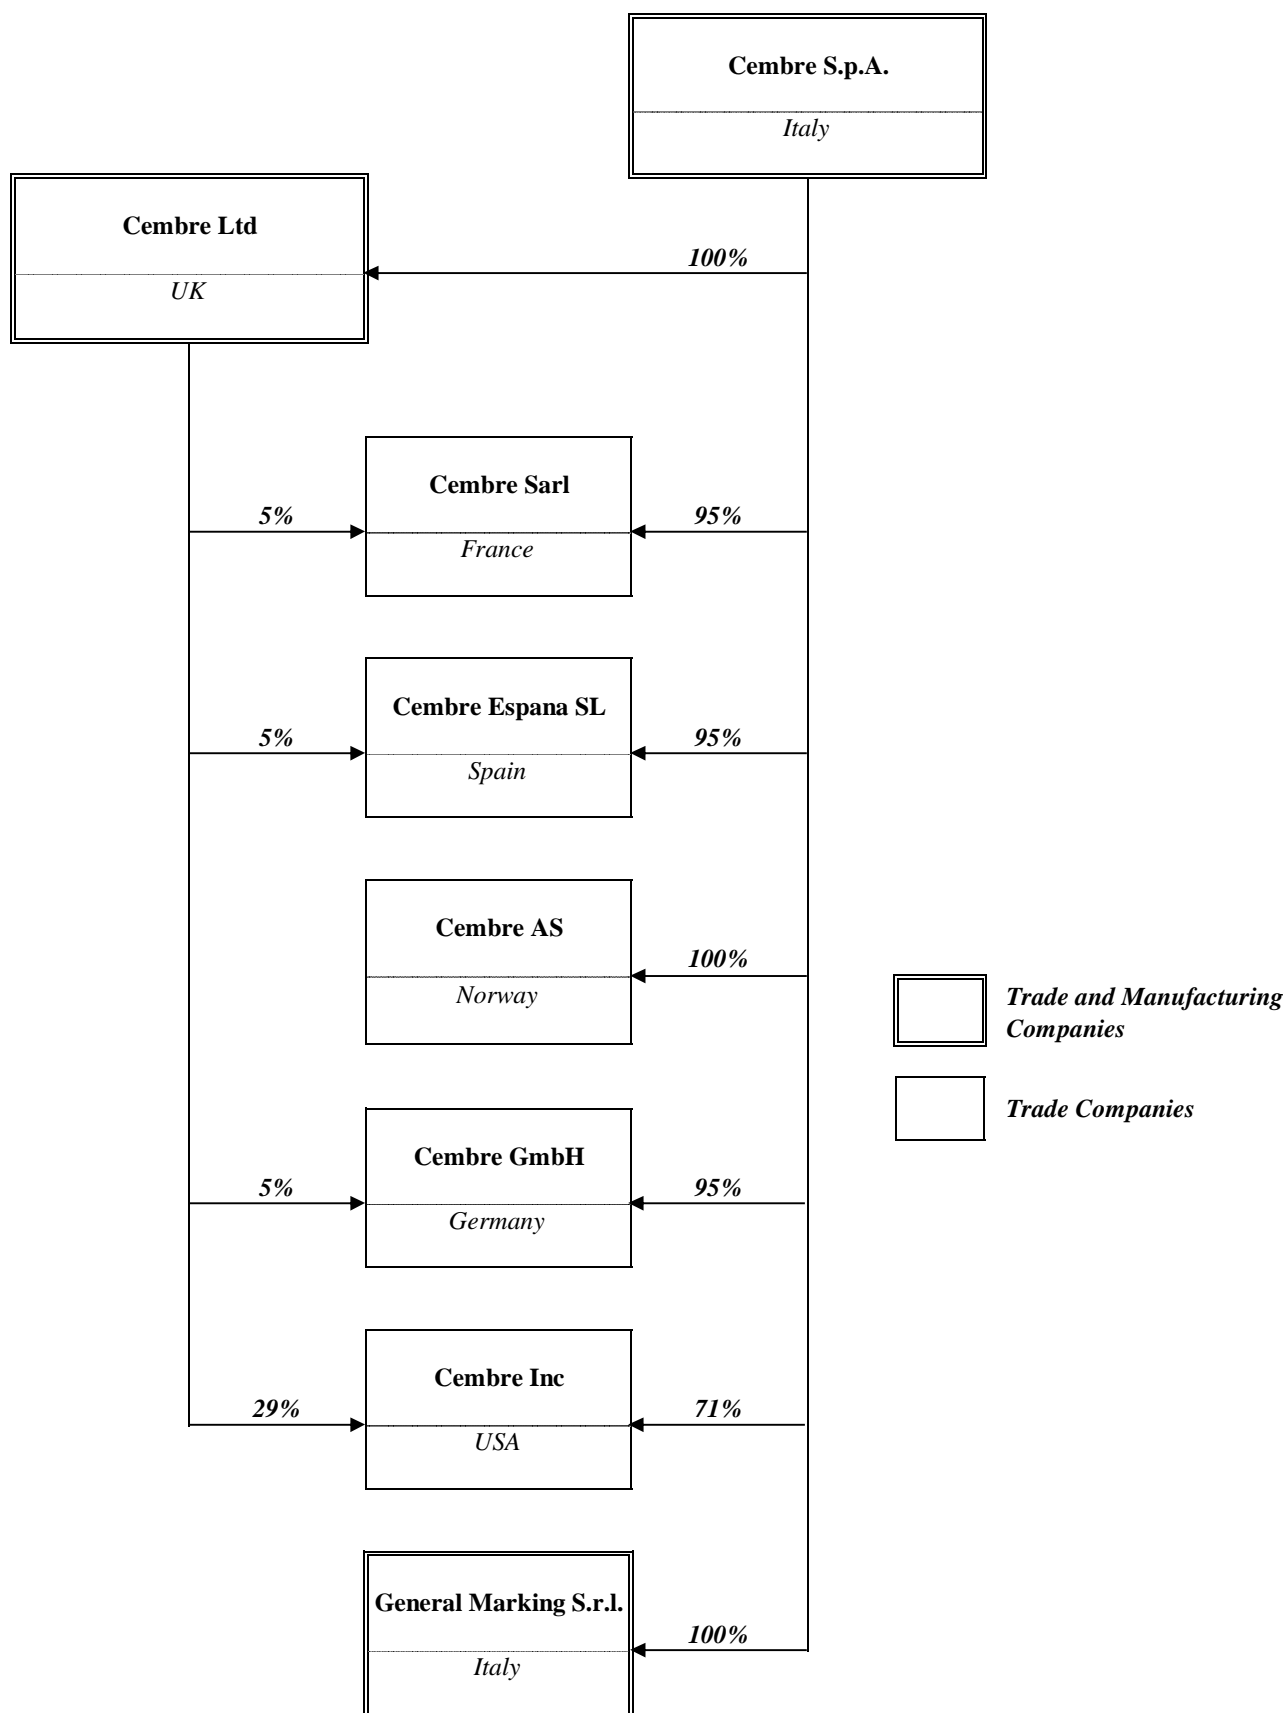 Cembre S.p.A.
Italy
Cembre Ltd
UK
100%
Cembre Sarl
France
5%
95%
Cembre Espana SL
Spain
5%
95%
Cembre AS
Norway
100%
Trade and Manufacturing
Companies
Trade Companies
Cembre GmbH
Germany
5%
95%
Cembre Inc
USA
29%
71%
General Marking S.r.l.
Italy
100%